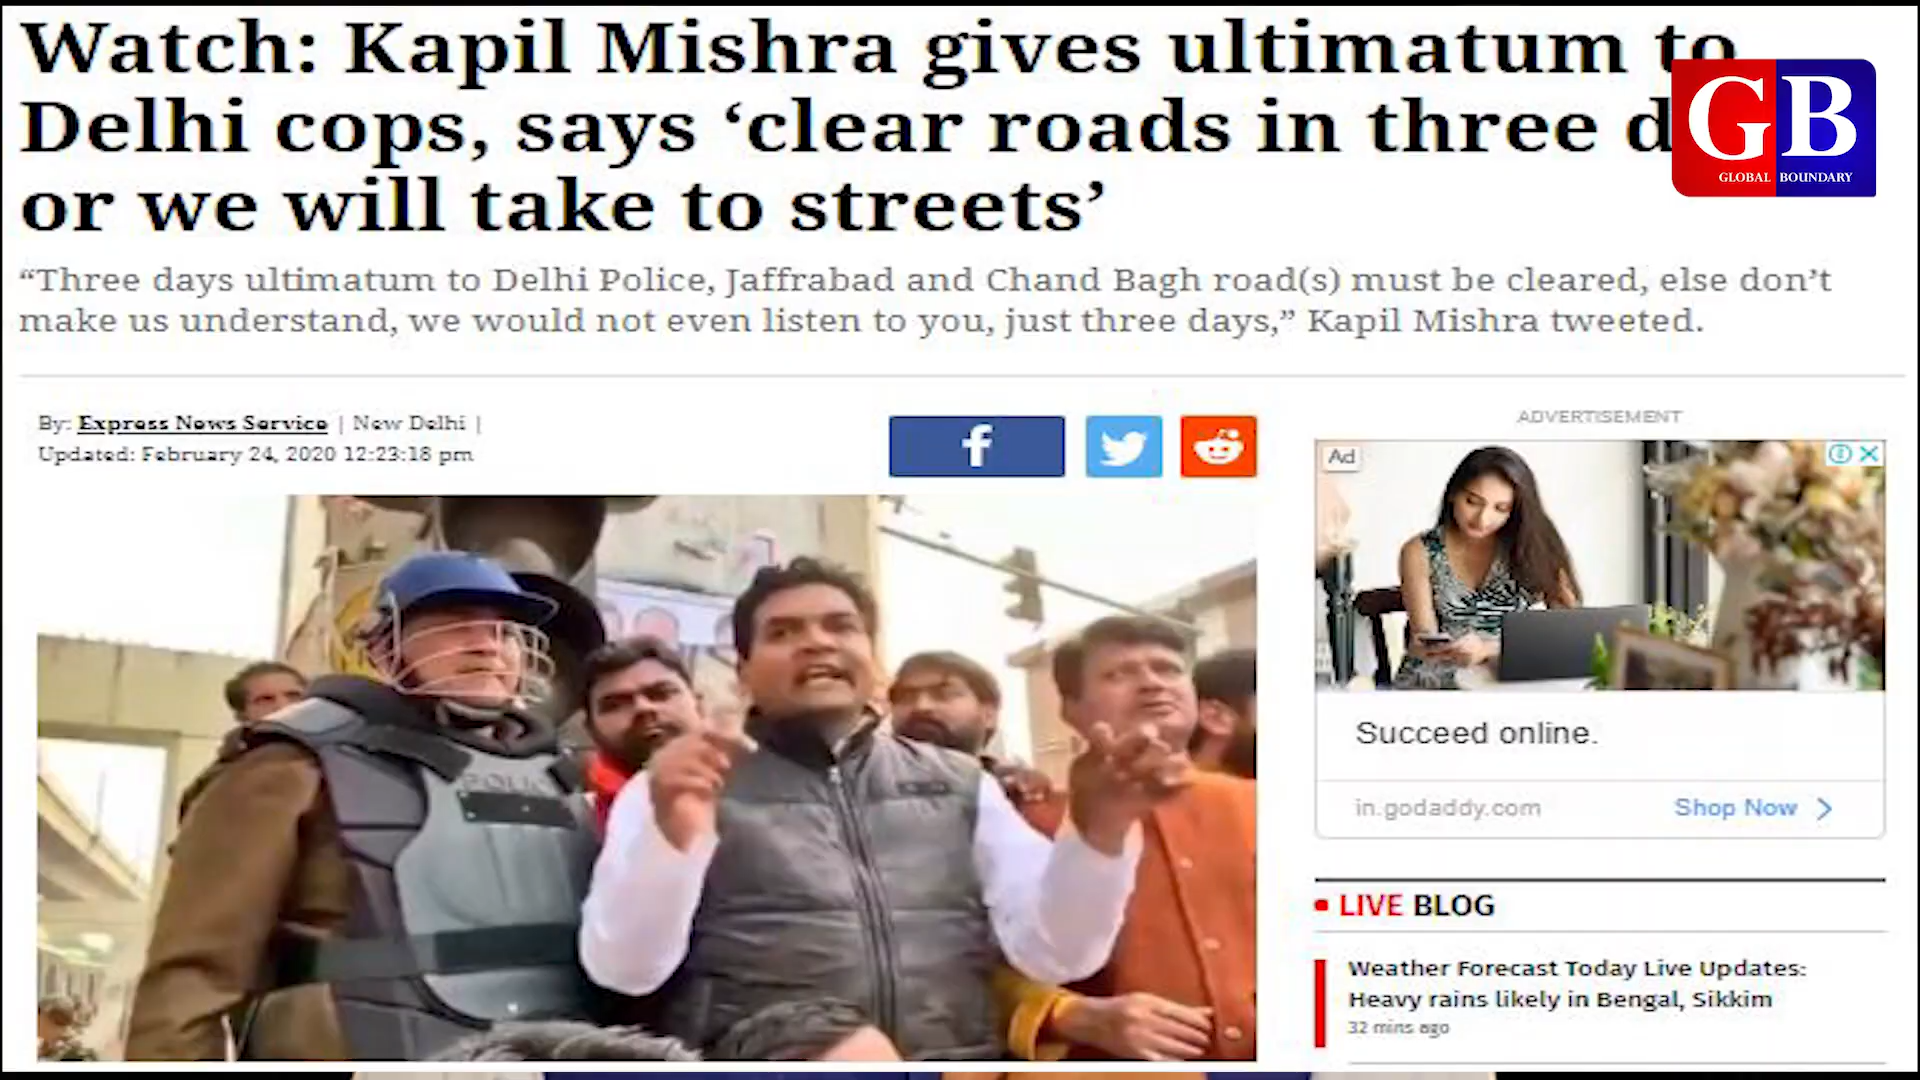 Watch: Kapil Mishra gives ultimatum to
Delhi cops, says ‘clear roads in three d
or we will take to streets’
GB
GLOBAL BOUNDARY
“Three days ultimatum to Delhi Police, Jaffrabad and Chand Bagh road(s) must be cleared, else don’t
make us understand, we would not even listen to you, just three days,” Kapil Mishra tweeted.
By: Express News Service | New Delhi |
Updated: February 24, 2020 12:23:18 pm
f
POLICE
ADVERTISEMENT
Ad
Succeed online.
in.godaddy.com
Shop Now
LIVE BLOG
Weather Forecast Today Live Updates:
Heavy rains likely in Bengal, Sikkim
32 mins ago